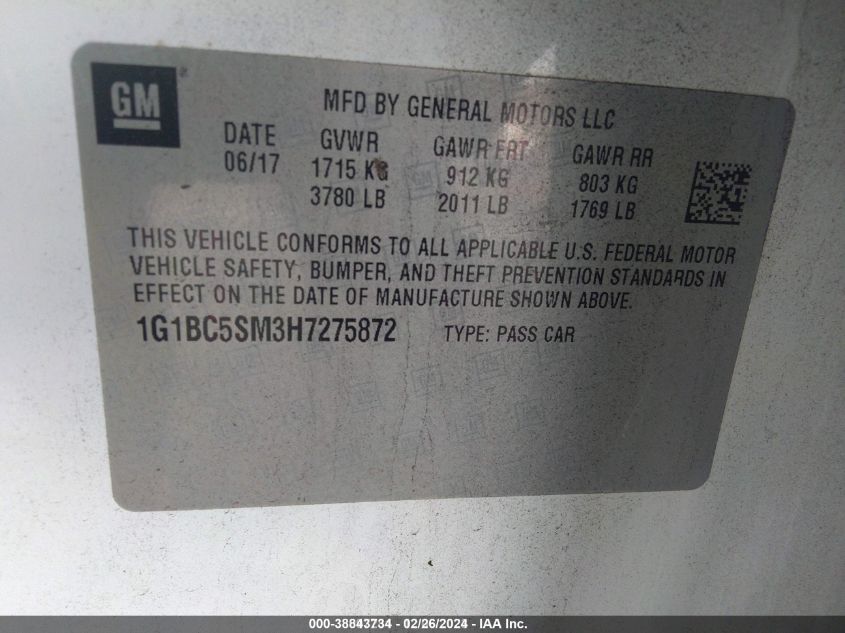 GM
MFD BY GENERAL MOTORS LLC
DATE GVWR GAWR FRT GAWR RR
06/17 1715 KG 912 KG 803 KG
3780 LB 2011 LB 1769 LB
THIS VEHICLE CONFORMS TO ALL APPLICABLE U.S. FEDERAL MOTOR
VEHICLE SAFETY, BUMPER, AND THEFT PREVENTION STANDARDS IN
EFFECT ON THE DATE OF MANUFACTURE SHOWN ABOVE.
1G1BC5SM3H7275872 TYPE: PASS CAR
000-38843734 - 02/26/2024 - IAA Inc.